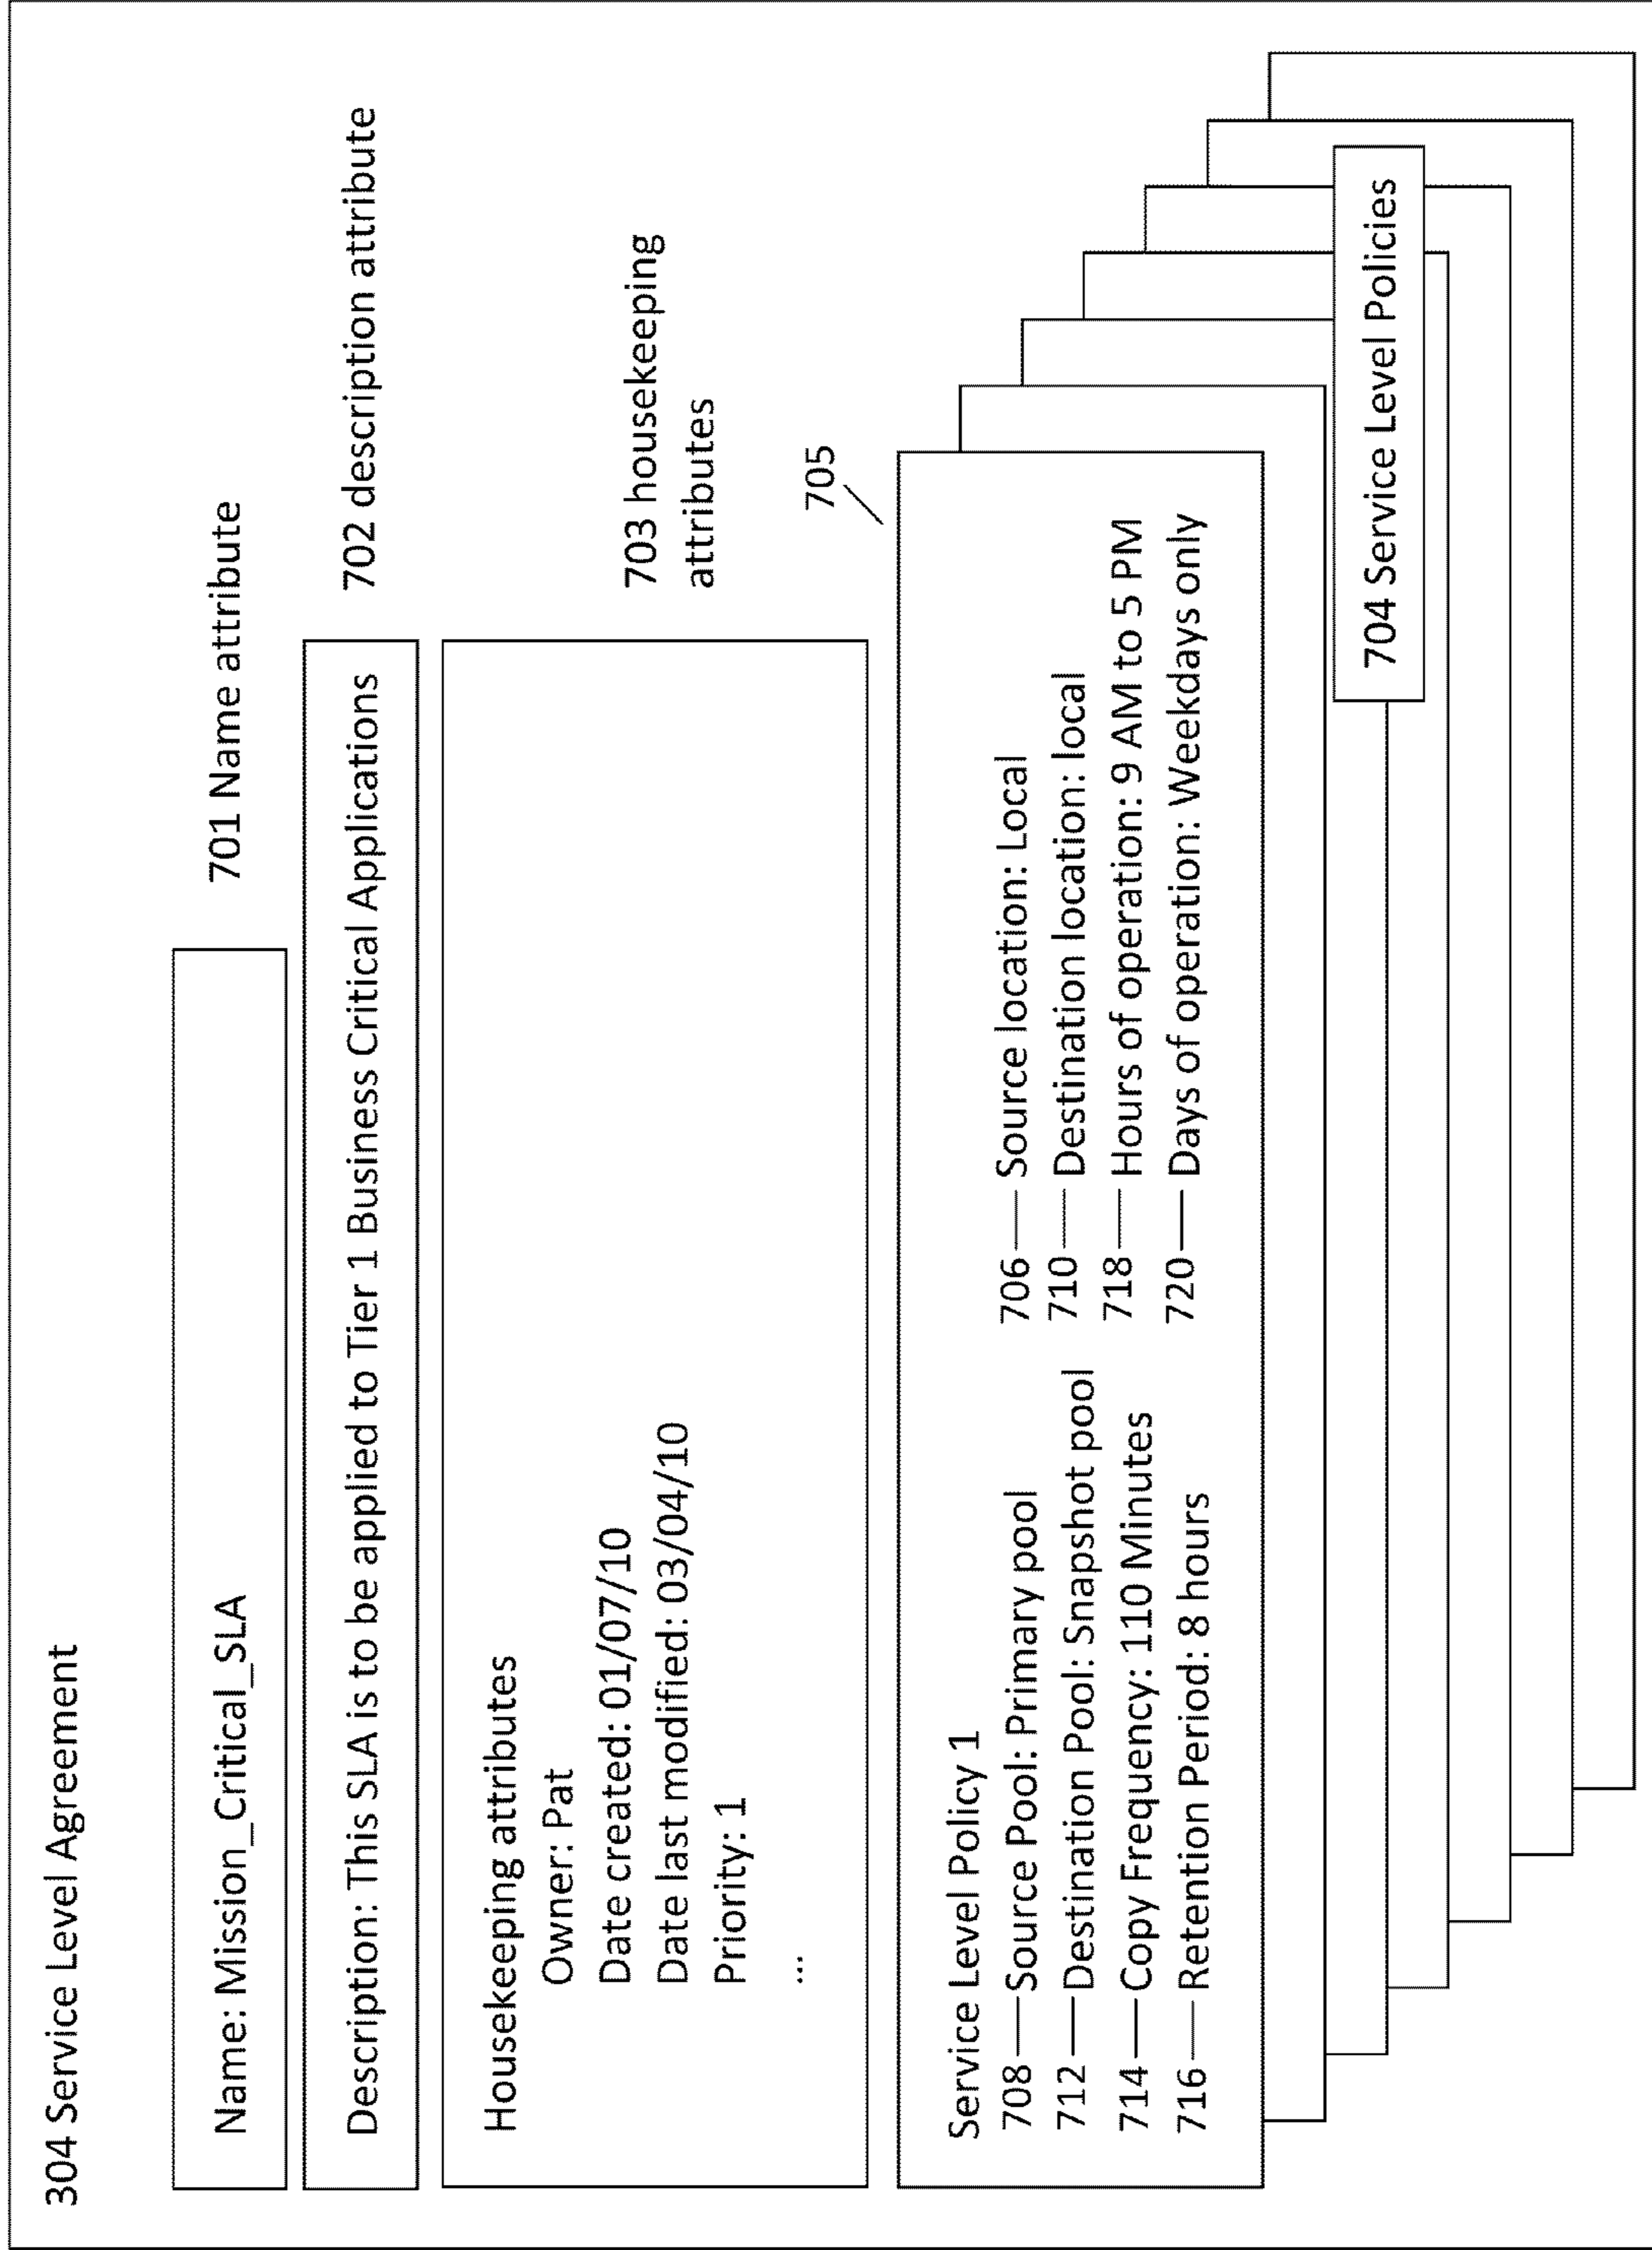 304 Service Level Agreement
Name: Mission_Critical_SLA
701 Name attribute
Description: This SLA is to be applied to Tier 1 Business Critical Applications
702 description attribute
Housekeeping attributes
Owner: Pat
Date created: 01/07/10
Date last modified: 03/04/10
Priority: 1
...
703 housekeeping
attributes
705
Service Level Policy 1
708 Source Pool: Primary pool
712 Destination Pool: Snapshot pool
714 Copy Frequency: 110 Minutes
716 Retention Period: 8 hours
706 Source location: Local
710 Destination location: local
718 Hours of operation: 9 AM to 5 PM
720 Days of operation: Weekdays only
704 Service Level Policies